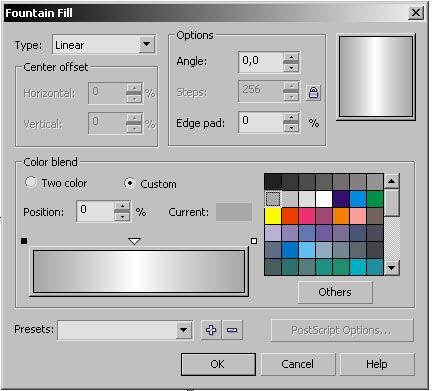 Fountain Fill
Type: Linear
Options
Angle: 0,0
Steps: 256
Edge pad: 0 %
Center offset
Horizontal: 0 %
Vertical: 0 %
Color blend
Two color
Custom
Position: 0 %
Current:
Others
Presets:
PostScript Options...
OK
Cancel
Help